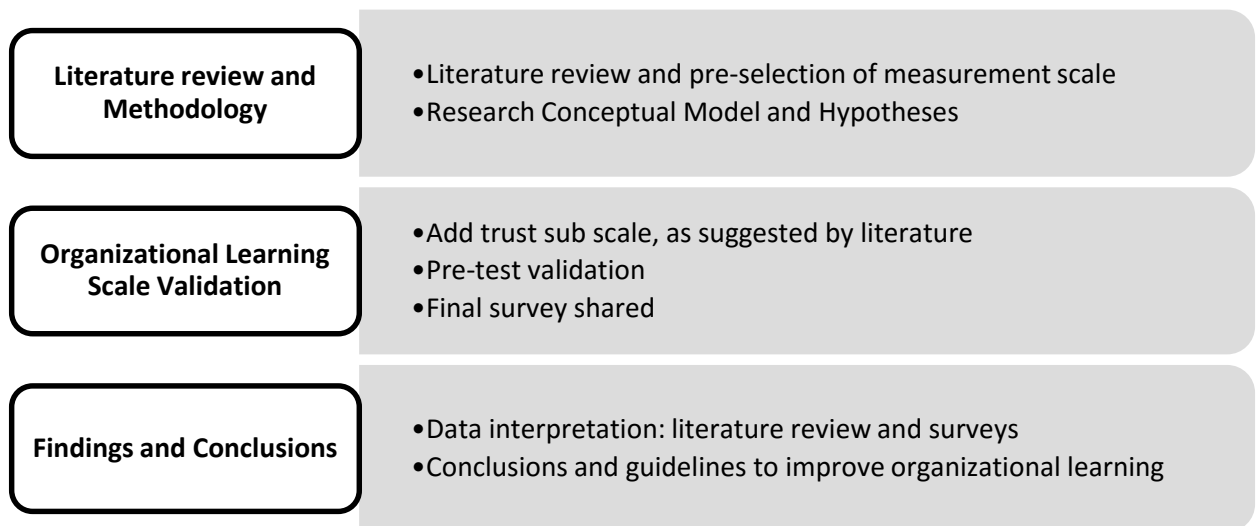 Literature review and
Methodology
•Literature review and pre-selection of measurement scale
•Research Conceptual Model and Hypotheses
Organizational Learning
Scale Validation
•Add trust sub scale, as suggested by literature
•Pre-test validation
•Final survey shared
Findings and Conclusions
•Data interpretation: literature review and surveys
•Conclusions and guidelines to improve organizational learning